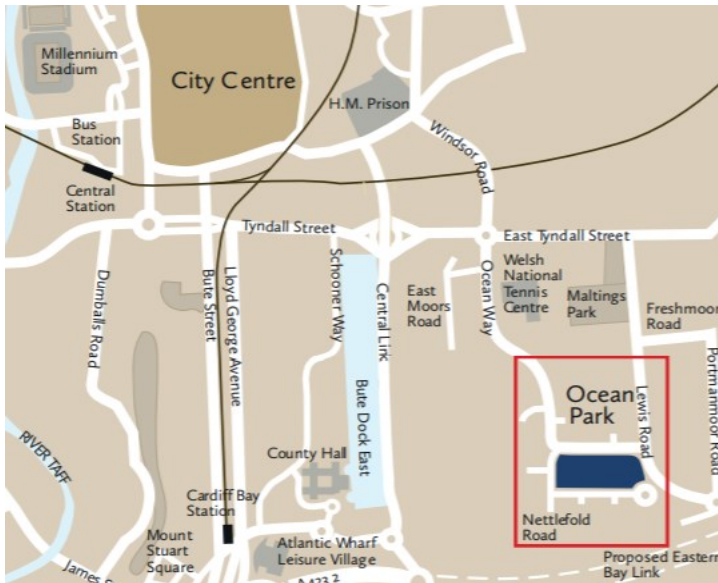 Millennium
Stadium
City Centre
H.M. Prison
Bus
Station
Windsor Road
Central
Station
Tyndall Street
East Tyndall Street
Dumballs Road
Bute Street
Lloyd George Avenue
Schooner Way
Central Link
East
Moors
Road
Ocean Way
Welsh
National
Tennis
Centre
Maltings
Park
Freshmoor
Road
Portmanmoor Road
Bute Dock East
Ocean
Park
Lewis Road
RIVER TAFF
County Hall
Cardiff Bay
Station
Nettlefold
Road
Mount
Stuart
Square
Atlantic Wharf
Leisure Village
Proposed Eastern
Bay Link
James
A4232